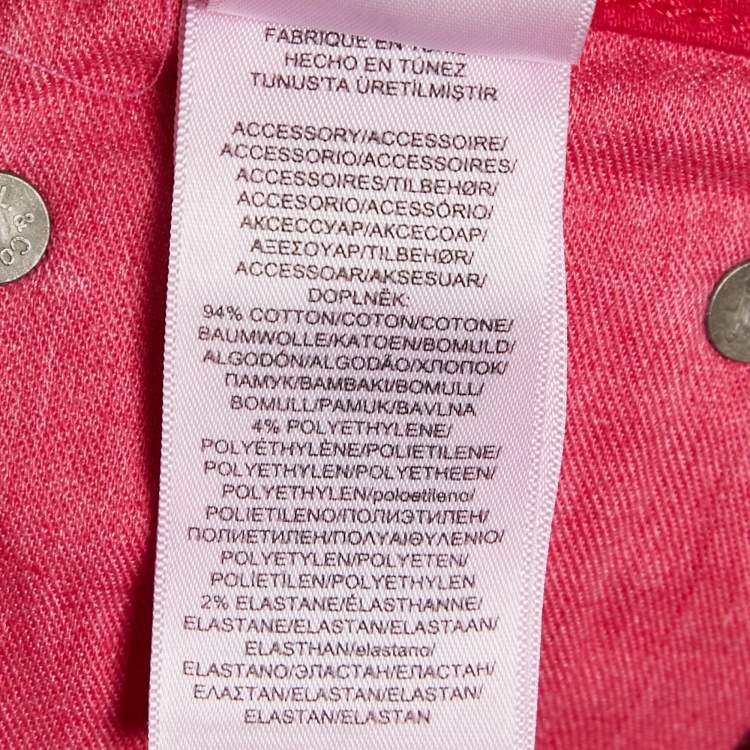 FABRIQUÉ EN
HECHO EN TÚNEZ
TUNUS'TA ÜRETİLMİŞTİR
ACCESSORY/ACCESSOIRE/
ACCESSORIO/ACCESSOIRES/
ACCESSOIRES/TILBEHØR/
ACCESORIO/ACESSÓRIO/
АКСЕССУАР/АКСЕСОАР/
ΑΞΕΣΟΥΑΡ/TILBEHØR/
ACCESSOAR/AKSESUAR/
DOPLNĚK:
94% COTTON/COTON/COTONE/
BAUMWOLLE/KATOEN/BOMULD/
ALGODÓN/ALGODÃO/ХЛОПОК/
ПАМУК/ΒΑΜΒΑΚΙ/BOMULL/
BOMULL/PAMUK/BAVLNA
4% POLYETHYLENE/
POLYÉTHYLÈNE/POLIETILENE/
POLYETHYLEN/POLYETHEEN/
POLYETHYLEN/poloetileno/
POLIETILENO/ПОЛИЭТИЛЕН/
ПОЛИЕТИЛЕН/ΠΟΛΥΑΙΘΥΛΕΝΙΟ/
POLYETYLEN/POLYETEN/
POLİETİLEN/POLYETHYLEN
2% ELASTANE/ÉLASTHANNE/
ELASTANE/ELASTAN/ELASTAAN/
ELASTHAN/elastano/
ELASTANO/ЭЛАСТАН/ЕЛАСТАН/
ΕΛΑΣΤΑΝ/ELASTAN/ELASTAN/
ELASTAN/ELASTAN
L & Co